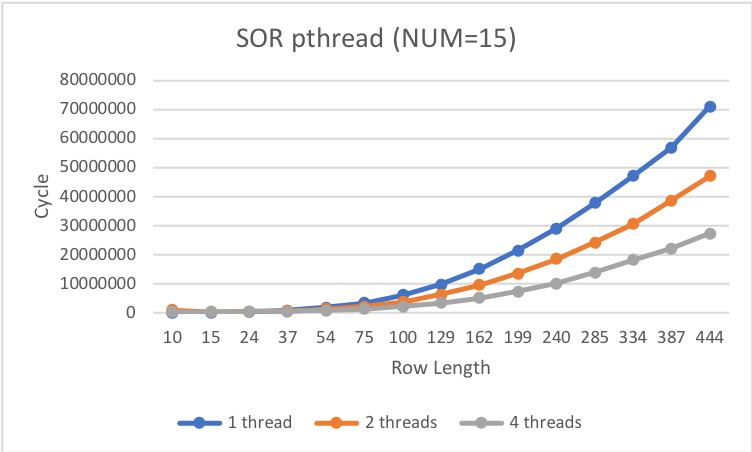 SOR pthread (NUM=15)
80000000
70000000
60000000
50000000
40000000
30000000
20000000
10000000
0
Cycle
10 15 24 37 54 75 100 129 162 199 240 285 334 387 444
Row Length
1 thread 2 threads 4 threads